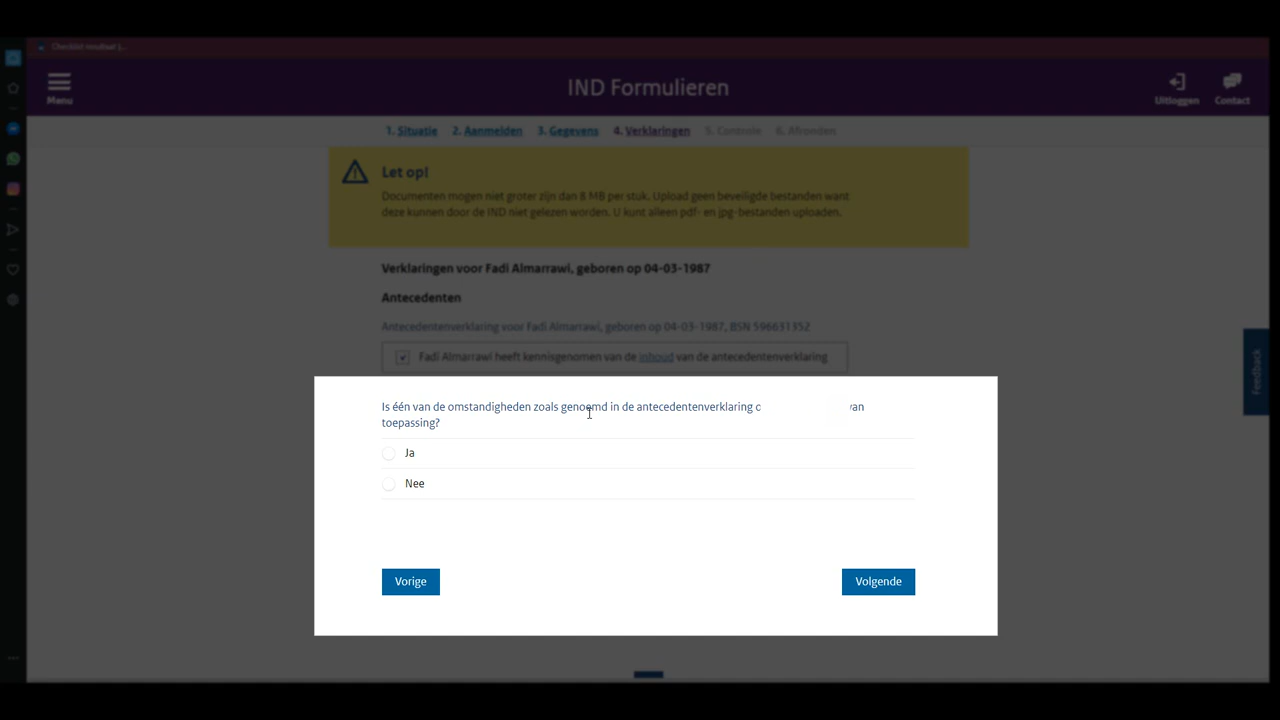 Checklist resultaat |...
Menu
IND Formulieren
Uitloggen
Contact
1. Situatie 2. Aanmelden 3. Gegevens 4. Verklaringen 5. Controle 6. Afronden
Let op!
Documenten mogen niet groter zijn dan 8 MB per stuk. Upload geen beveiligde bestanden want
deze kunnen door de IND niet gelezen worden. U kunt alleen pdf- en jpg-bestanden uploaden.
Verklaringen voor Fadi Almarrawi, geboren op 04-03-1987
Antecedenten
Antecedentenverklaring voor Fadi Almarrawi, geboren op 04-03-1987, BSN 596631352
Fadi Almarrawi heeft kennisgenomen van de inhoud van de antecedentenverklaring
Feedback
Is één van de omstandigheden zoals genoemd in de antecedentenverklaring van
toepassing?
Ja
Nee
Vorige
Volgende